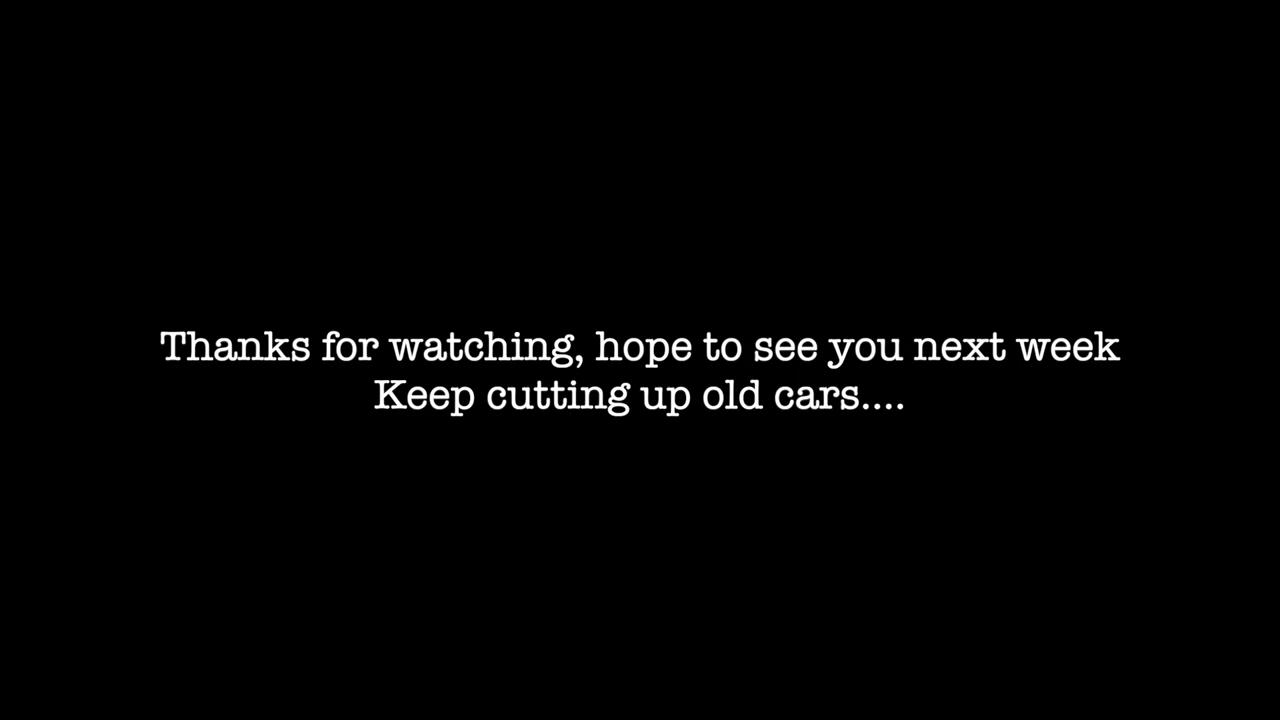 Thanks for watching, hope to see you next week
Keep cutting up old cars....